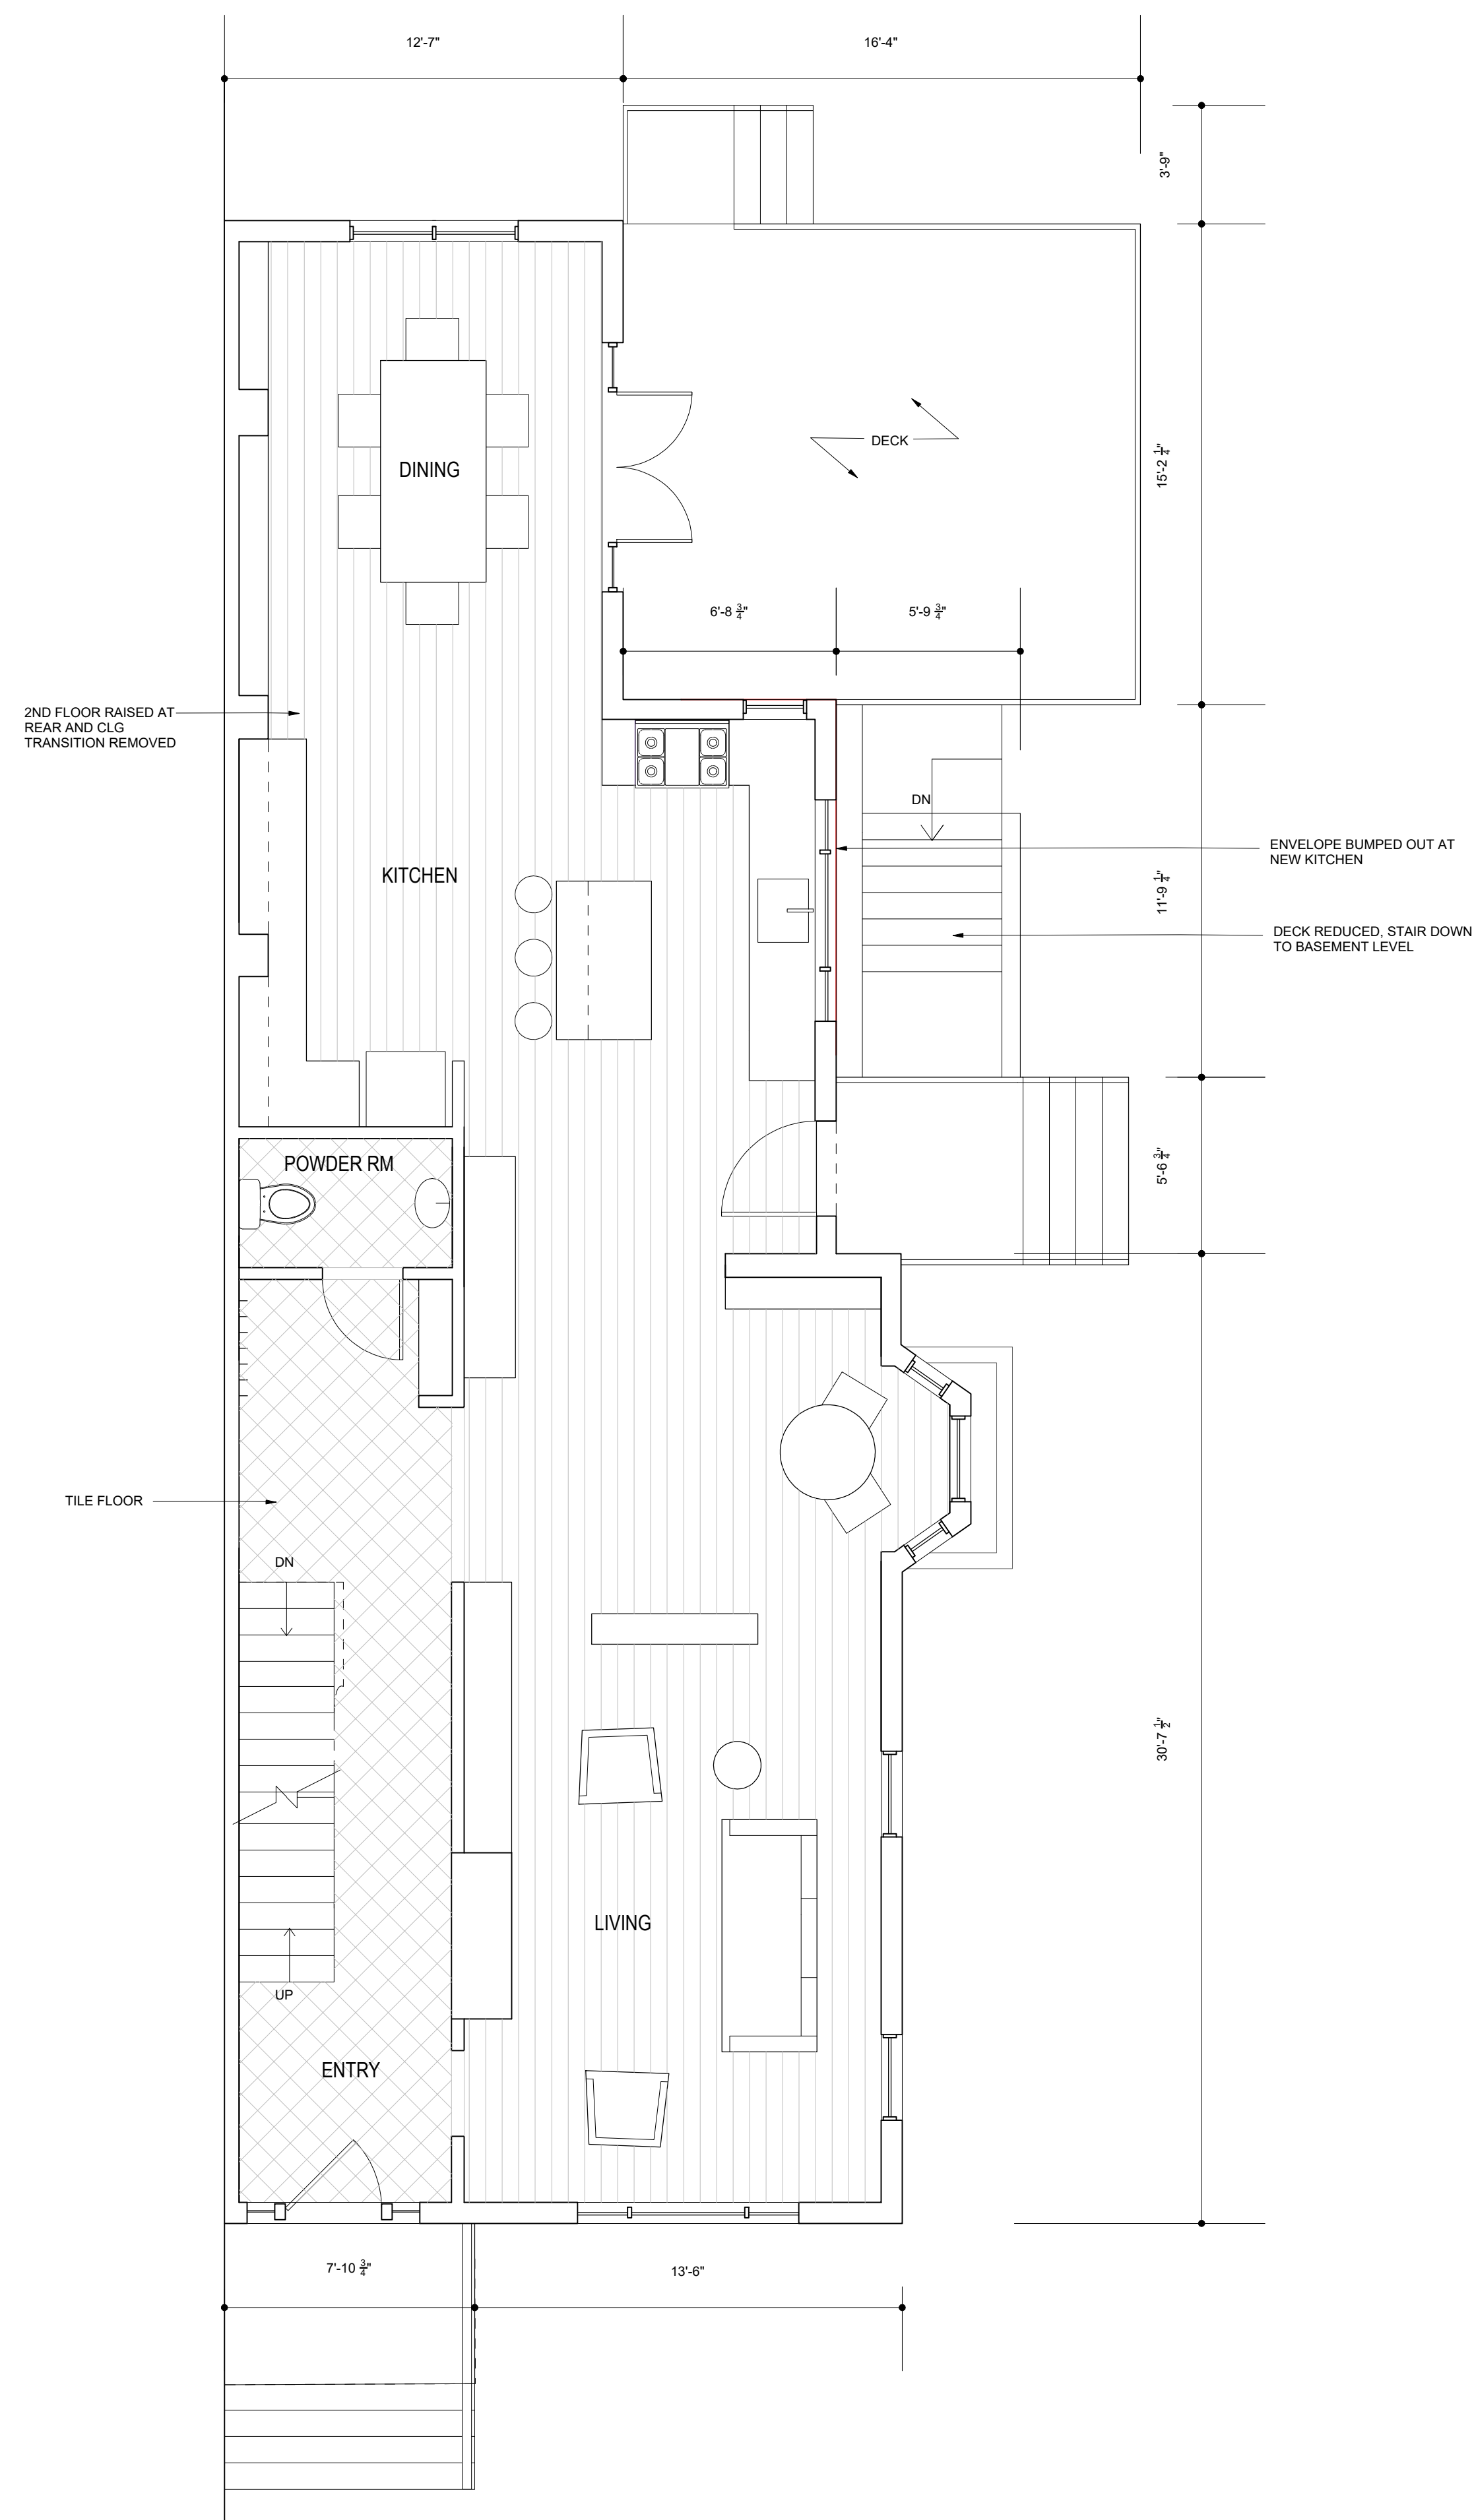 12'-7"
16'-4"
3'-9"
DINING
DECK
15'-2 1/4"
6'-8 3/4"
5'-9 3/4"
2ND FLOOR RAISED AT
REAR AND CLG
TRANSITION REMOVED
DN
ENVELOPE BUMPED OUT AT
NEW KITCHEN
KITCHEN
11'-9 1/4"
DECK REDUCED, STAIR DOWN
TO BASEMENT LEVEL
POWDER RM
5'-6 3/4"
TILE FLOOR
DN
30'-7 1/2"
LIVING
UP
ENTRY
7'-10 3/4"
13'-6"